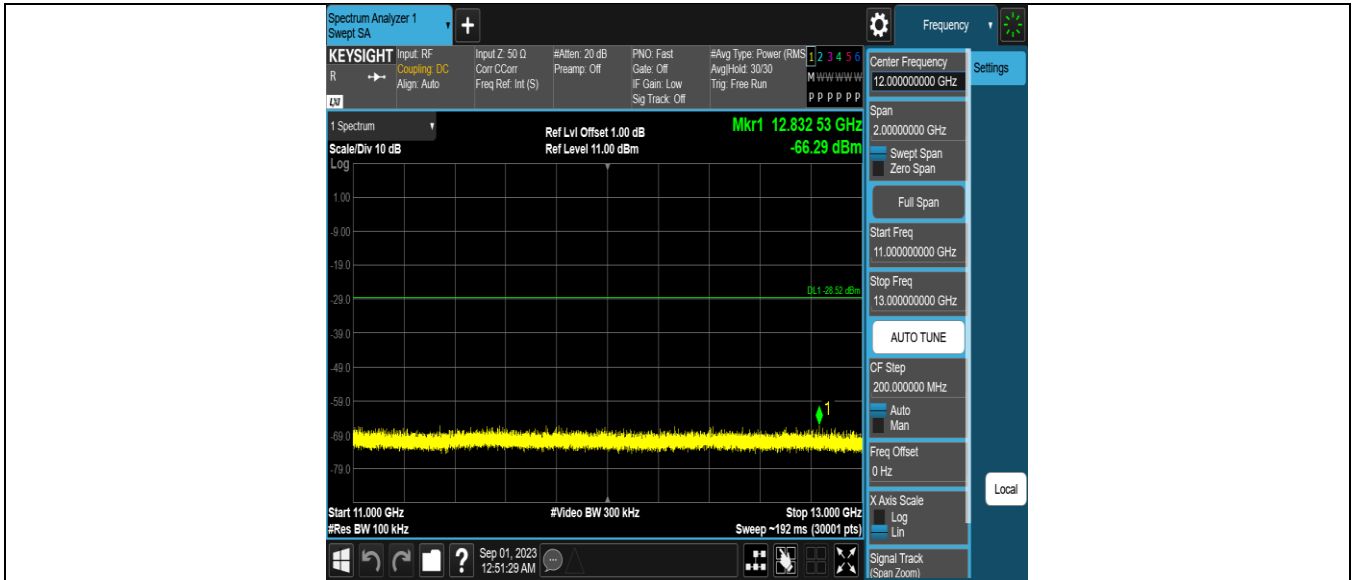 Spectrum Analyzer 1
Swept SA
+
Frequency
KEYSIGHT
R
LXI
Input: RF
Coupling: DC
Align: Auto
Input Z: 50 Ω
Corr CCorr
Freq Ref: Int (S)
#Atten: 20 dB
Preamp: Off
PNO: Fast
Gate: Off
IF Gain: Low
Sig Track: Off
#Avg Type: Power (RMS
Avg|Hold: 30/30
Trig: Free Run
1 2 3 4 5 6
M W W W W W
P P P P P P
1 Spectrum
Scale/Div 10 dB
Log
Ref Lvl Offset 1.00 dB
Ref Level 11.00 dBm
Mkr1 12.832 53 GHz
-66.29 dBm
1.00
-9.00
-19.0
-29.0
-39.0
-49.0
-59.0
-69.0
-79.0
DL1 -28.52 dBm
1
Start 11.000 GHz
#Res BW 100 kHz
#Video BW 300 kHz
Stop 13.000 GHz
Sweep ~192 ms (30001 pts)
Center Frequency
12.000000000 GHz
Settings
Span
2.00000000 GHz
Swept Span
Zero Span
Full Span
Start Freq
11.000000000 GHz
Stop Freq
13.000000000 GHz
AUTO TUNE
CF Step
200.000000 MHz
Auto
Man
Freq Offset
0 Hz
X Axis Scale
Log
Lin
Local
Signal Track
(Span Zoom)
?
Sep 01, 2023
12:51:29 AM